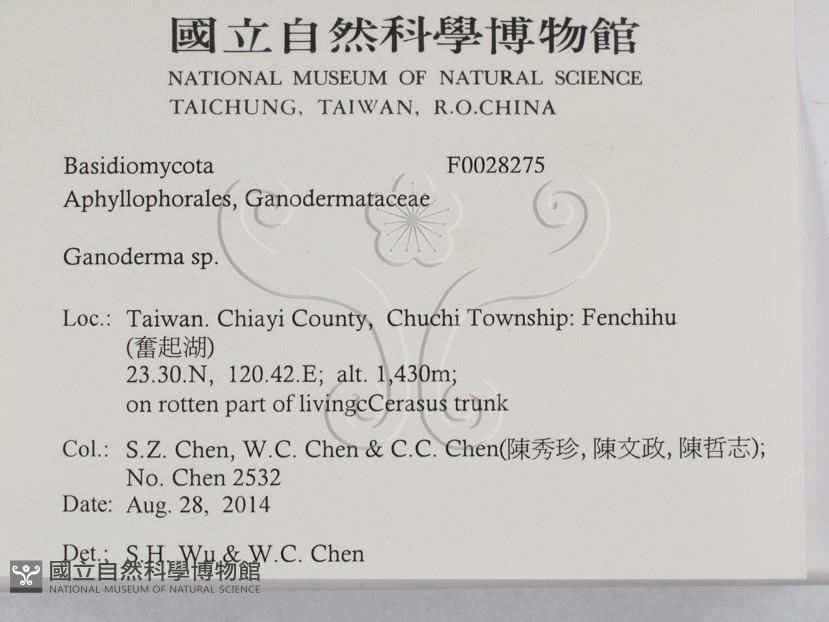 國立自然科學博物館
NATIONAL MUSEUM OF NATURAL SCIENCE
TAICHUNG, TAIWAN, R.O.CHINA
Basidiomycota F0028275
Aphyllophorales, Ganodermataceae
Ganoderma sp.
Loc.: Taiwan. Chiayi County, Chuchi Township: Fenchihu
(奮起湖)
23.30.N, 120.42.E; alt. 1,430m;
on rotten part of livingcCerasus trunk
Col.: S.Z. Chen, W.C. Chen & C.C. Chen(陳秀珍, 陳文政, 陳哲志);
No. Chen 2532
Date: Aug. 28, 2014
Det.: S.H. Wu & W.C. Chen
國立自然科學博物館
NATIONAL MUSEUM OF NATURAL SCIENCE